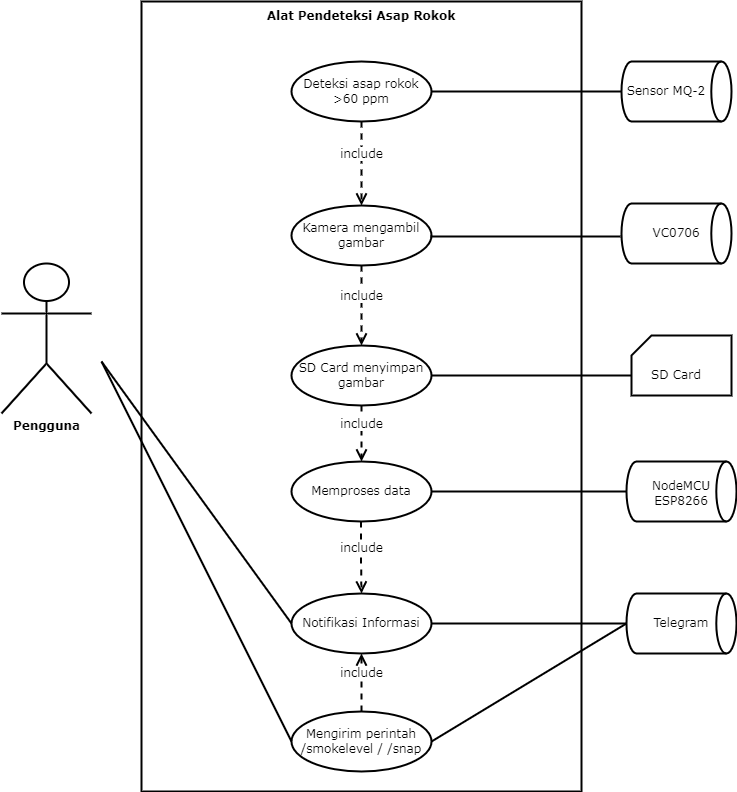 Alat Pendeteksi Asap Rokok
Deteksi asap rokok
>60 ppm
Sensor MQ-2
include
Kamera mengambil
gambar
VC0706
include
SD Card menyimpan
gambar
SD Card
include
Pengguna
Memproses data
NodeMCU
ESP8266
include
Notifikasi Informasi
Telegram
include
Mengirim perintah
/smokelevel / /snap